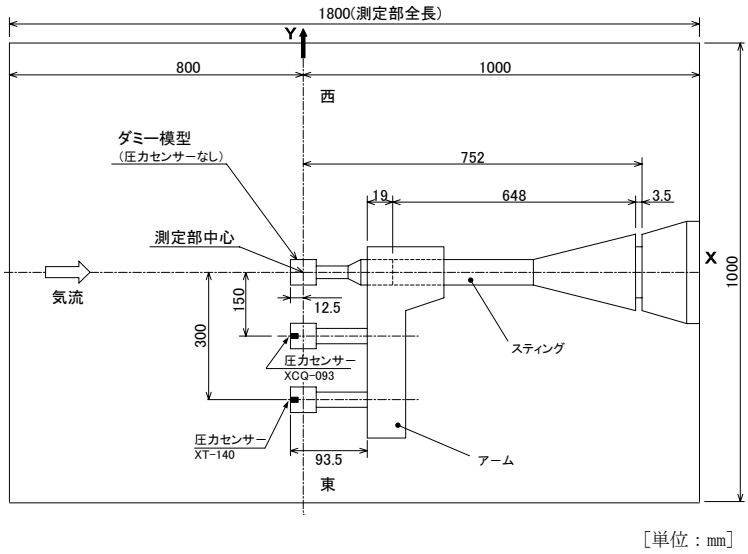 1800(測定部全長)
Y
800
1000
西
ダミー模型
(圧力センサーなし)
752
19
648
3.5
測定部中心
X
気流
150
12.5
1000
300
スティング
圧力センサー
XCQ-093
圧力センサー
XT-140
93.5
アーム
東
[単位：mm]